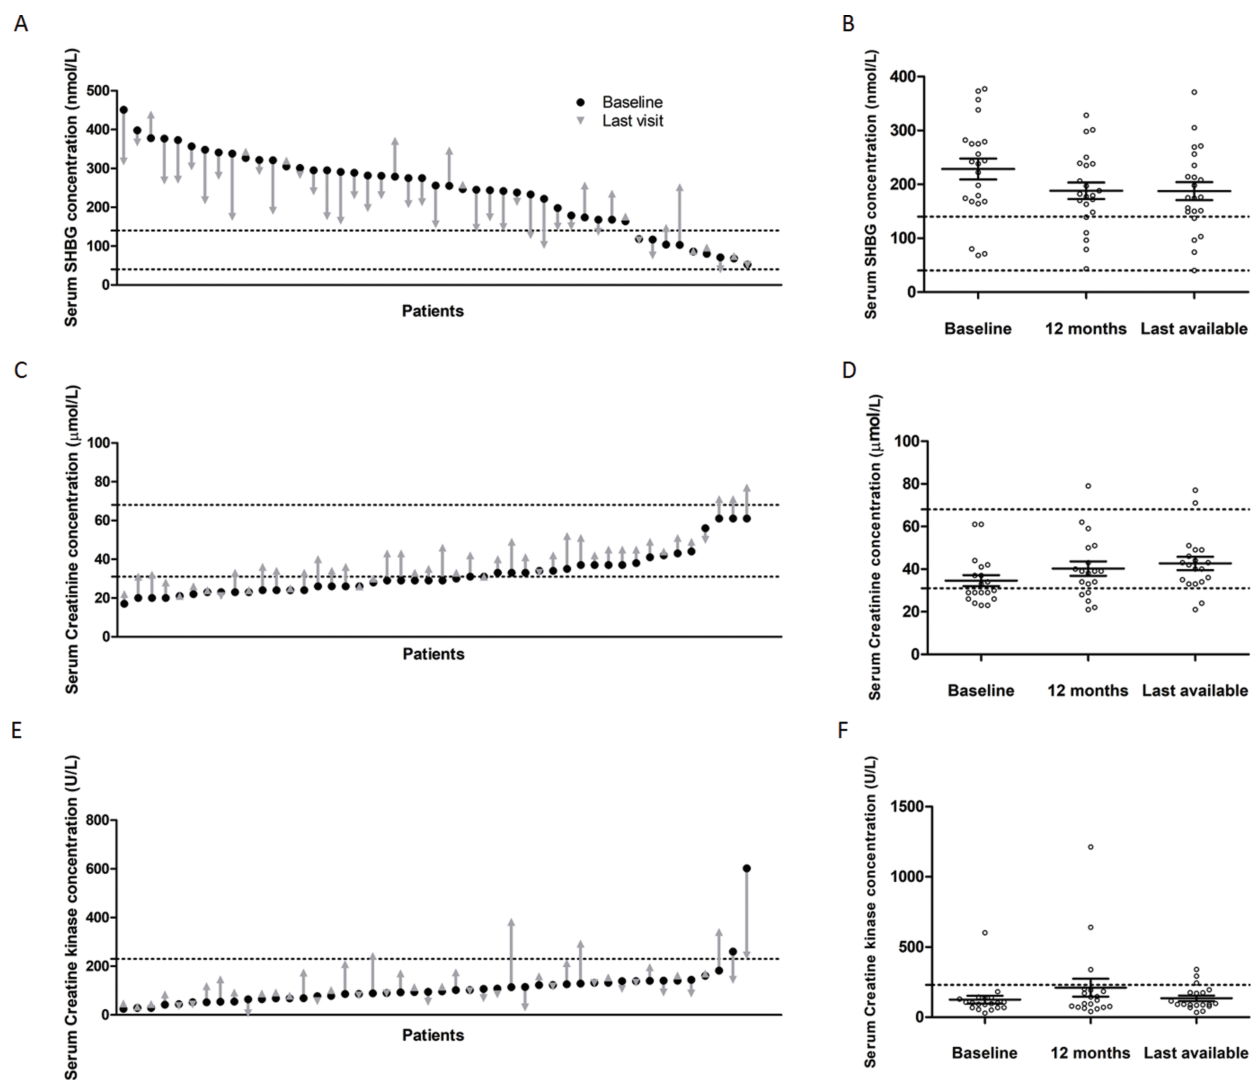 A
B
Serum SHBG concentration (nmol/L)
500
400
300
200
100
0
Baseline
Last visit
Patients
Serum SHBG concentration (nmol/L)
400
300
200
100
0
Baseline 12 months Last available
C
D
Serum Creatinine concentration (μmol/L)
100
80
60
40
20
0
Patients
Serum Creatinine concentration (μmol/L)
100
80
60
40
20
0
Baseline 12 months Last available
E
F
Serum Creatine kinase concentration (U/L)
800
600
400
200
0
Patients
Serum Creatine kinase concentration (U/L)
1500
1000
500
0
Baseline 12 months Last available